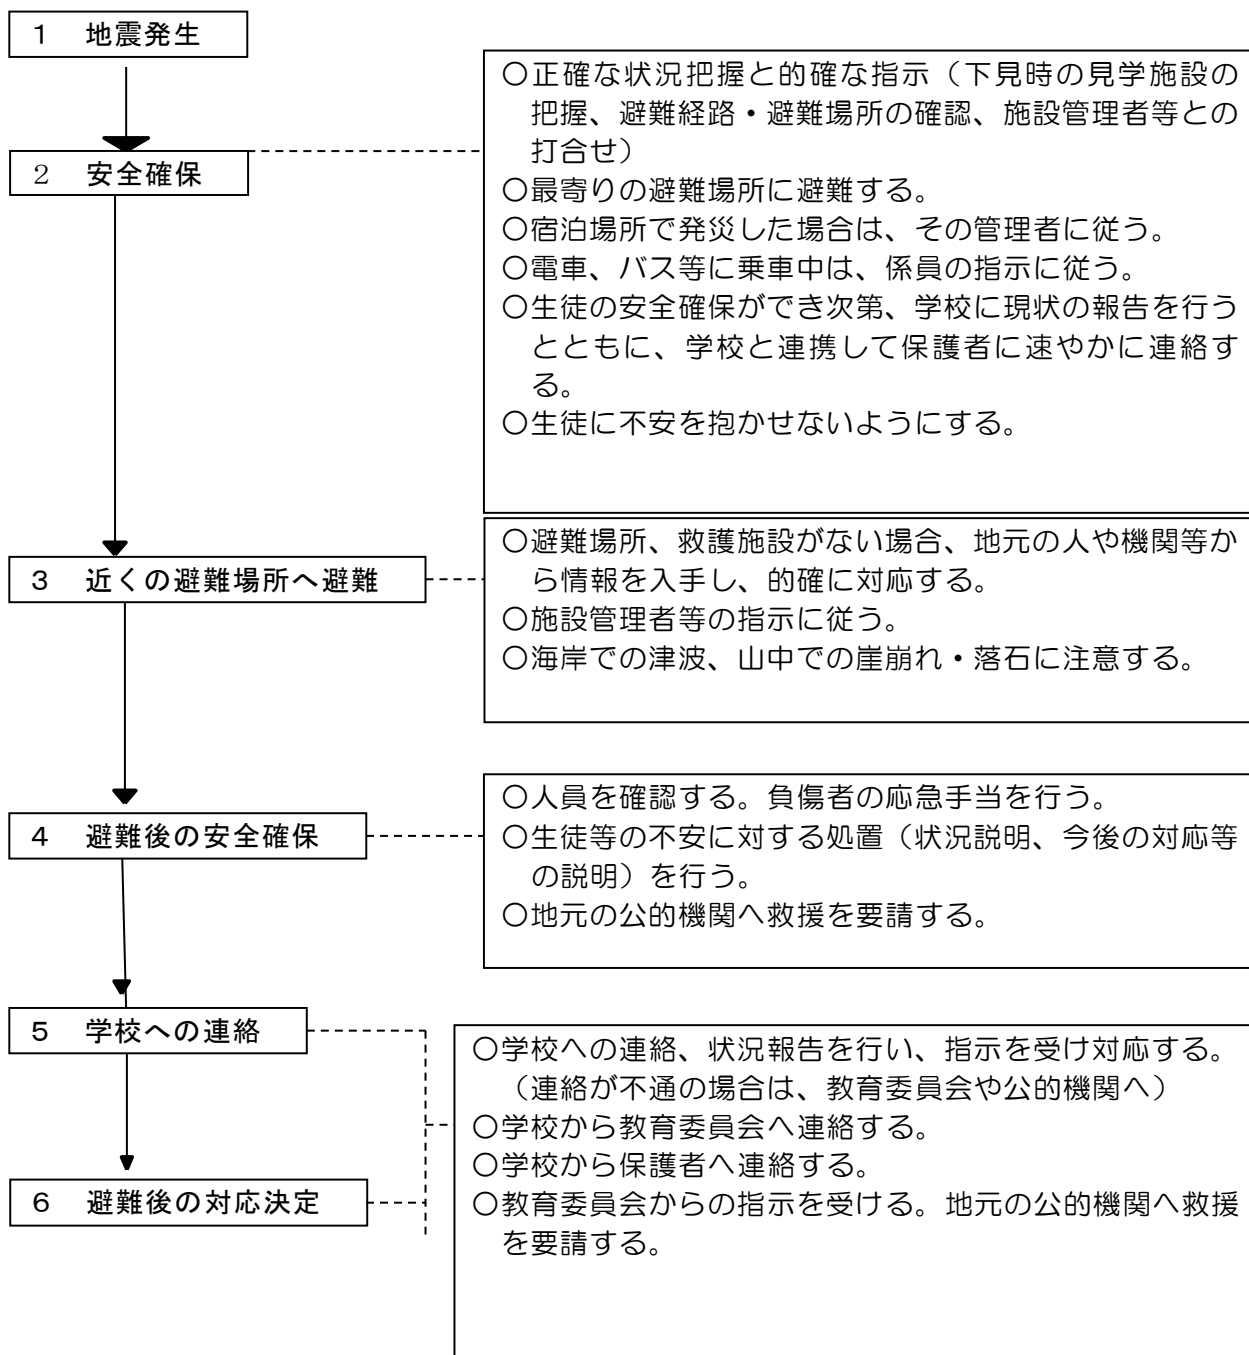 １　地震発生
２　安全確保
〇正確な状況把握と的確な指示（下見時の見学施設の
把握、避難経路・避難場所の確認、施設管理者等との
打合せ）
〇最寄りの避難場所に避難する。
〇宿泊場所で発災した場合は、その管理者に従う。
〇電車、バス等に乗車中は、係員の指示に従う。
〇生徒の安全確保ができ次第、学校に現状の報告を行う
とともに、学校と連携して保護者に速やかに連絡す
る。
〇生徒に不安を抱かせないようにする。
３　近くの避難場所へ避難
〇避難場所、救護施設がない場合、地元の人や機関等か
ら情報を入手し、的確に対応する。
〇施設管理者等の指示に従う。
〇海岸での津波、山中での崖崩れ・落石に注意する。
４　避難後の安全確保
〇人員を確認する。負傷者の応急手当を行う。
〇生徒等の不安に対する処置（状況説明、今後の対応等
の説明）を行う。
〇地元の公的機関へ救援を要請する。
５　学校への連絡
６　避難後の対応決定
〇学校への連絡、状況報告を行い、指示を受け対応する。
（連絡が不通の場合は、教育委員会や公的機関へ）
〇学校から教育委員会へ連絡する。
〇学校から保護者へ連絡する。
〇教育委員会からの指示を受ける。地元の公的機関へ救援
を要請する。